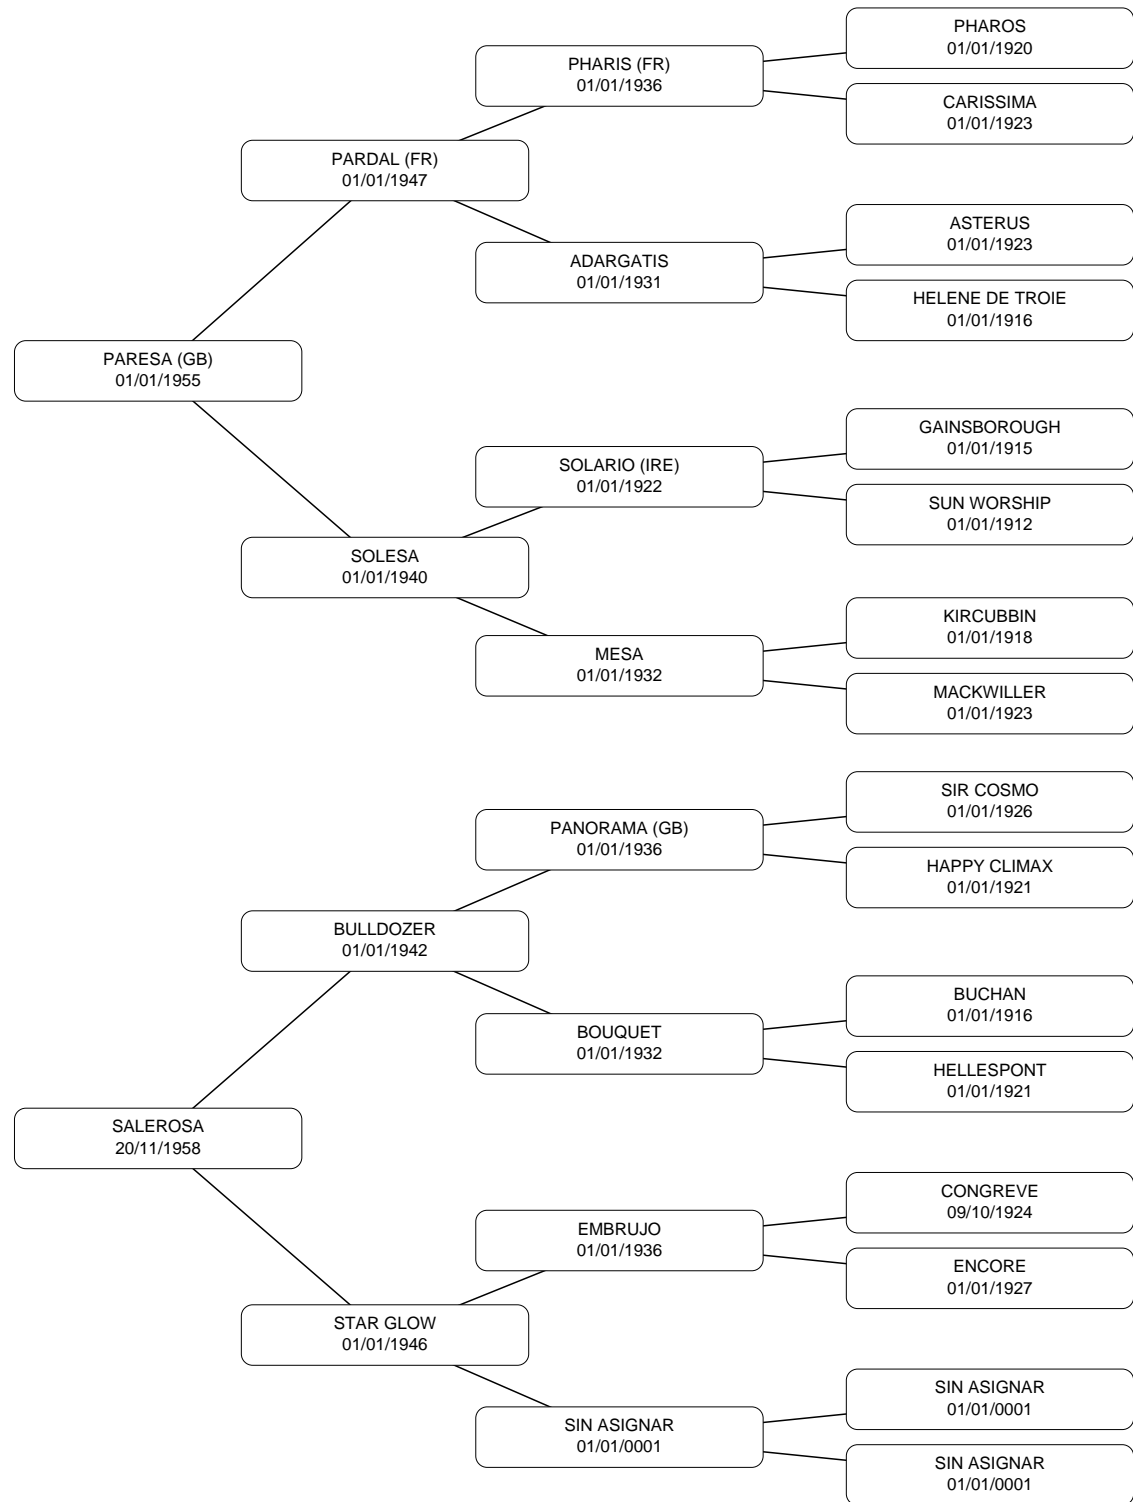 PHAROS
01/01/1920
PHARIS (FR)
01/01/1936
CARISSIMA
01/01/1923
PARDAL (FR)
01/01/1947
ASTERUS
01/01/1923
ADARGATIS
01/01/1931
HELENE DE TROIE
01/01/1916
PARESA (GB)
01/01/1955
GAINSBOROUGH
01/01/1915
SOLARIO (IRE)
01/01/1922
SUN WORSHIP
01/01/1912
SOLESA
01/01/1940
KIRCUBBIN
01/01/1918
MESA
01/01/1932
MACKWILLER
01/01/1923
SIR COSMO
01/01/1926
PANORAMA (GB)
01/01/1936
HAPPY CLIMAX
01/01/1921
BULLDOZER
01/01/1942
BUCHAN
01/01/1916
BOUQUET
01/01/1932
HELLESPONT
01/01/1921
SALEROSA
20/11/1958
CONGREVE
09/10/1924
EMBRUJO
01/01/1936
ENCORE
01/01/1927
STAR GLOW
01/01/1946
SIN ASIGNAR
01/01/0001
SIN ASIGNAR
01/01/0001
SIN ASIGNAR
01/01/0001